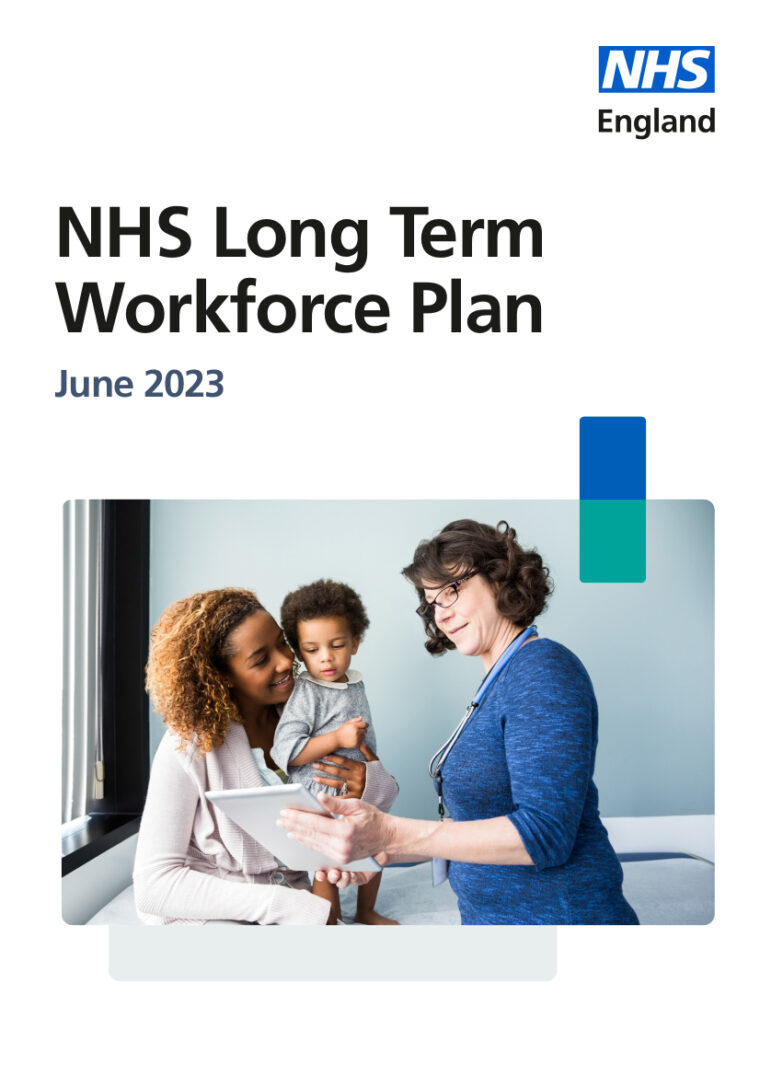 NHS
England
NHS Long Term
Workforce Plan
June 2023